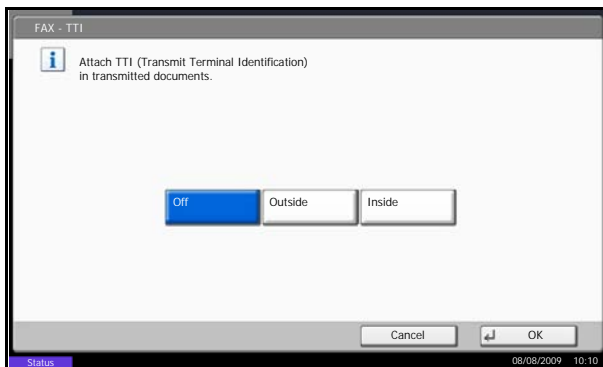 FAX - TTI
Attach TTI (Transmit Terminal Identification)
in transmitted documents.
Off Outside Inside
Cancel OK
Status 08/08/2009 10:10